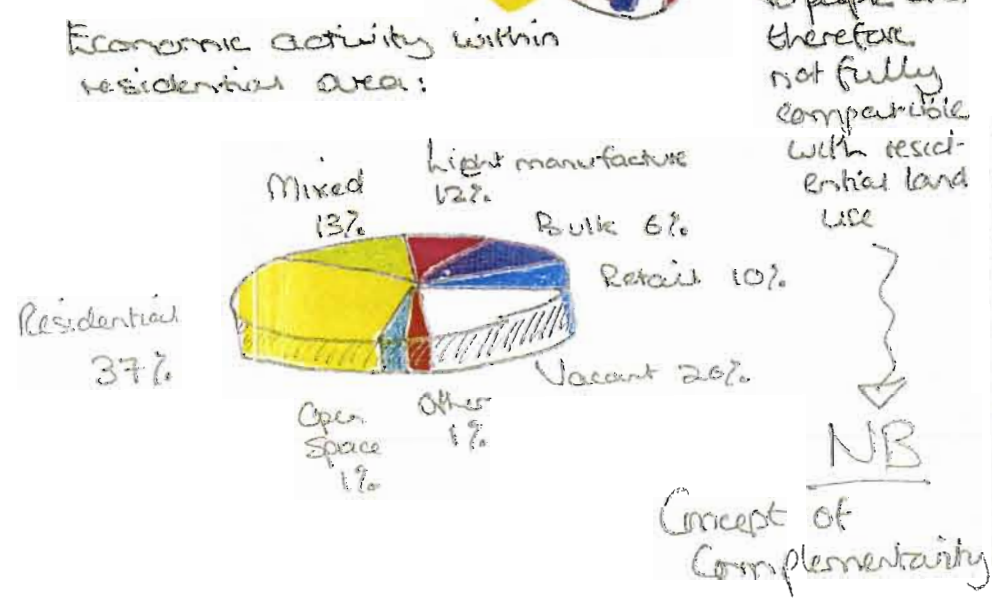 Economic activity within
residential area:
therefore
not fully
compatible
with resid-
ential land
use
Mixed
13%
Light manufacture
12%
Bulk 6%
Retail 10%
Residential
37%
Vacant 20%
Open
Space
1%
Other
1%
NB
Concept of
Complementarity